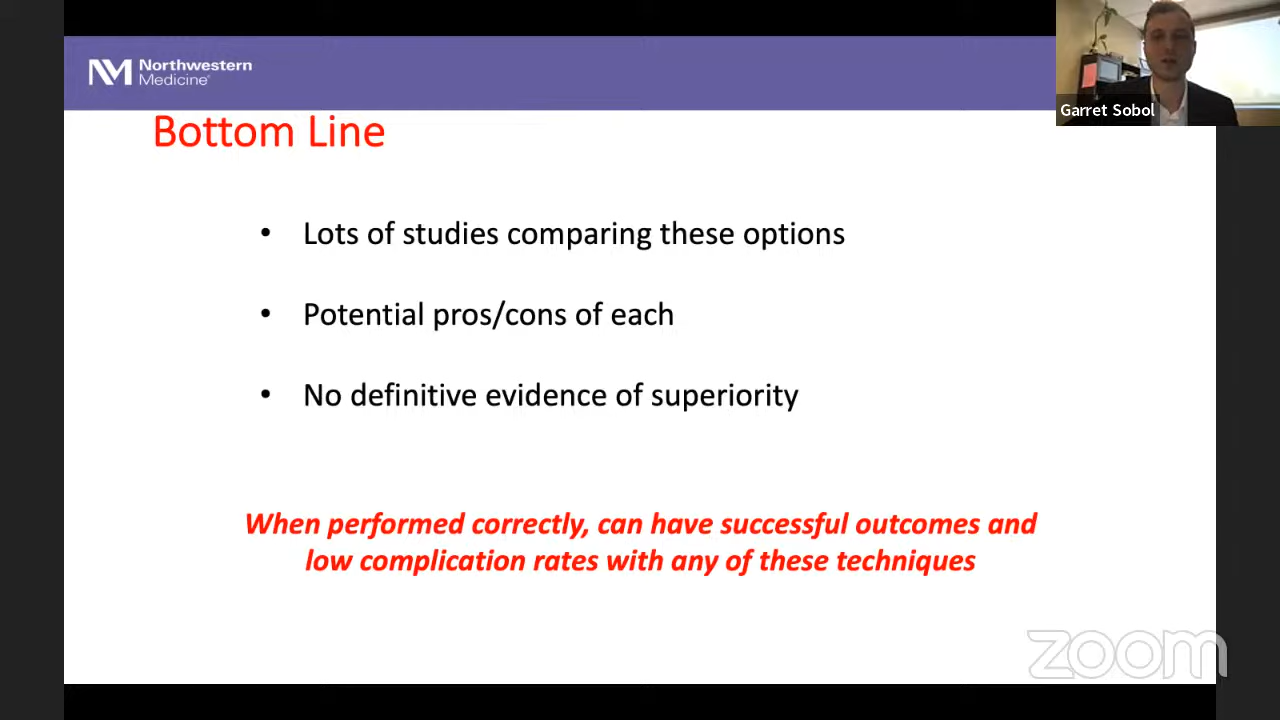 Northwestern
Medicine
Garret Sobol
Bottom Line
• Lots of studies comparing these options
• Potential pros/cons of each
• No definitive evidence of superiority
When performed correctly, can have successful outcomes and
low complication rates with any of these techniques
zoom